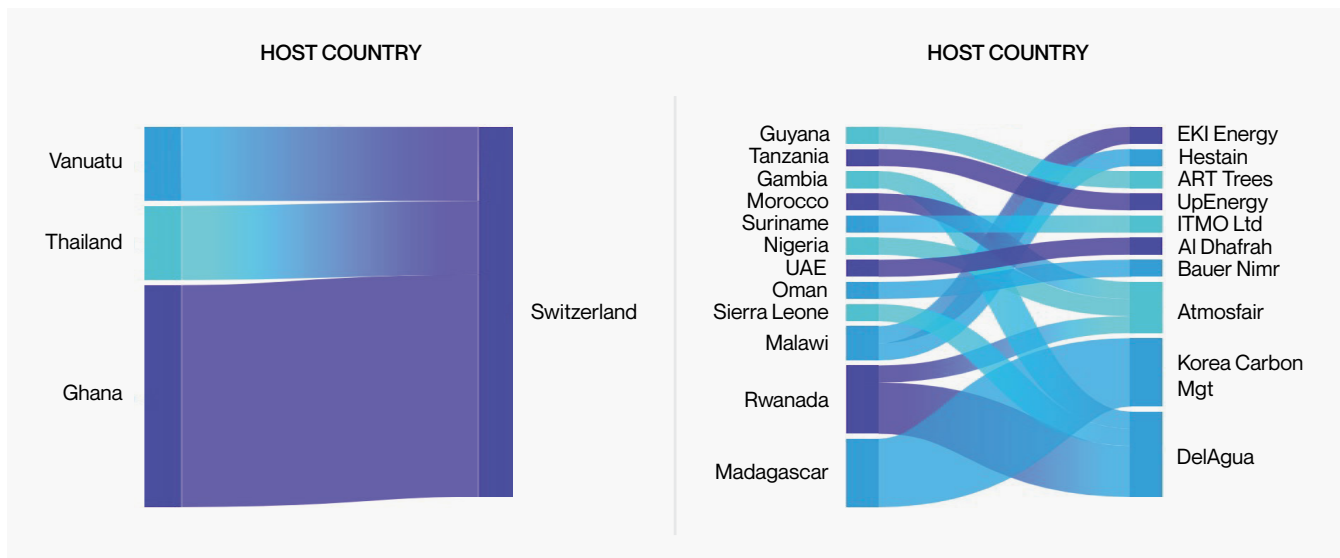 HOST COUNTRY
Vanuatu
Thailand
Ghana
Switzerland
HOST COUNTRY
Guyana
Tanzania
Gambia
Morocco
Suriname
Nigeria
UAE
Oman
Sierra Leone
Malawi
Rwanada
Madagascar
EKI Energy
Hestain
ART Trees
UpEnergy
ITMO Ltd
Al Dhafrah
Bauer Nimr
Atmosfair
Korea Carbon
Mgt
DelAgua